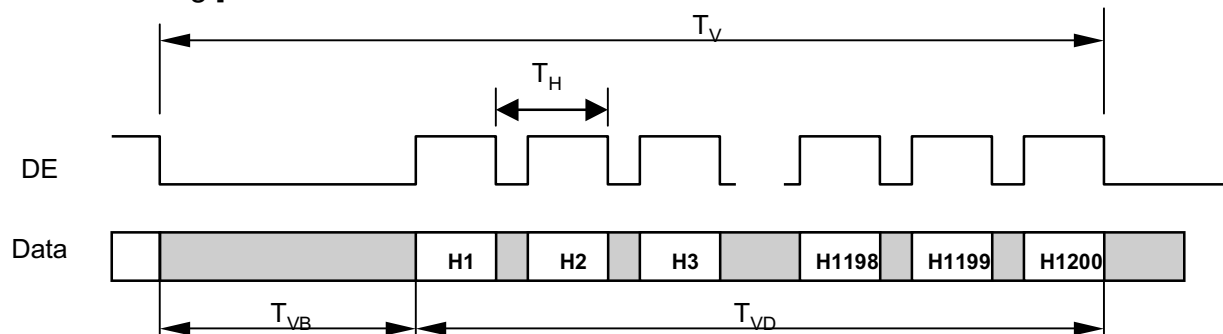 T_V
T_H
DE
Data
H1 H2 H3 H1198 H1199 H1200
T_VB T_VD